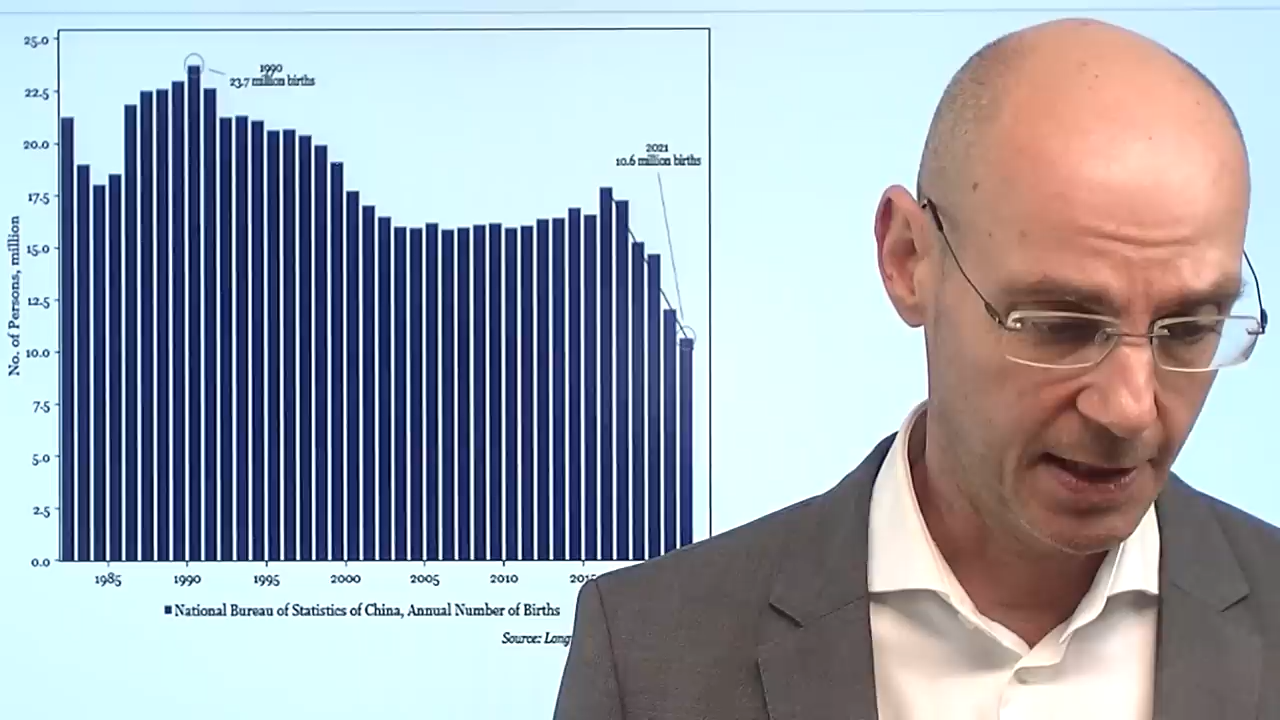 25.0
22.5
20.0
17.5
15.0
12.5
10.0
7.5
5.0
2.5
0.0
No. of Persons, million
1990
23.7 million births
2021
10.6 million births
1985 1990 1995 2000 2005 2010
National Bureau of Statistics of China, Annual Number of Births
Source: Long